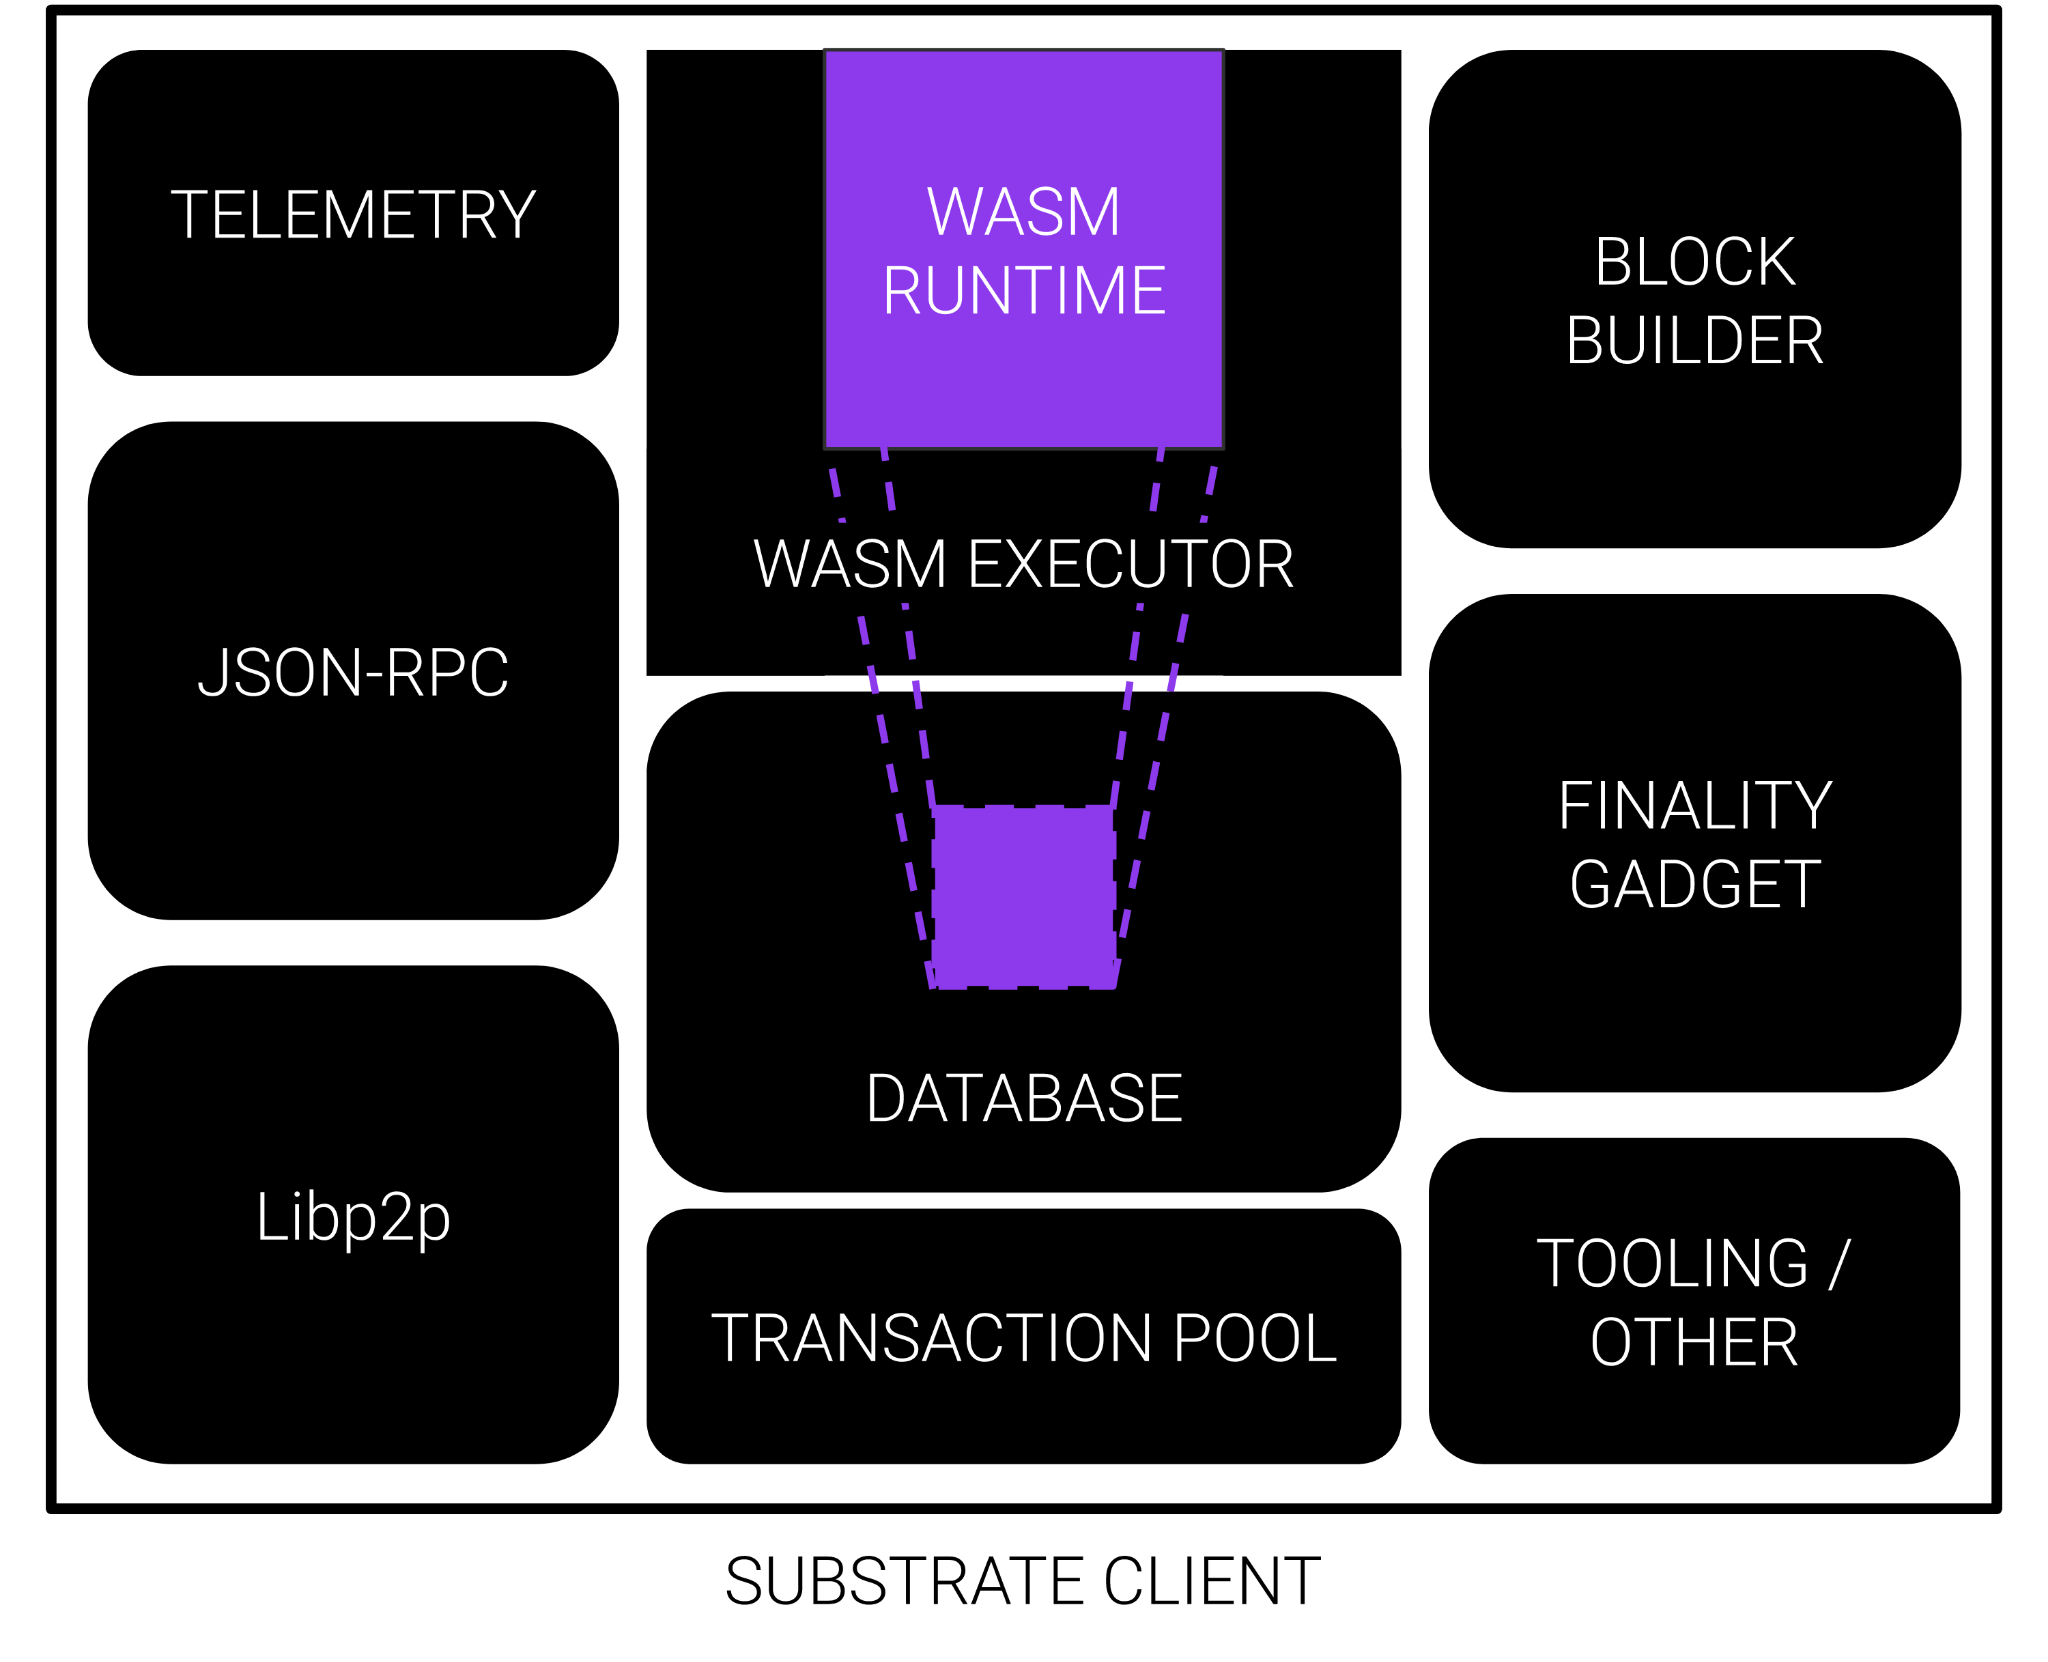 TELEMETRY
JSON-RPC
Libp2p
WASM
RUNTIME
WASM EXECUTOR
DATABASE
TRANSACTION POOL
BLOCK
BUILDER
FINALITY
GADGET
TOOLING /
OTHER
SUBSTRATE CLIENT